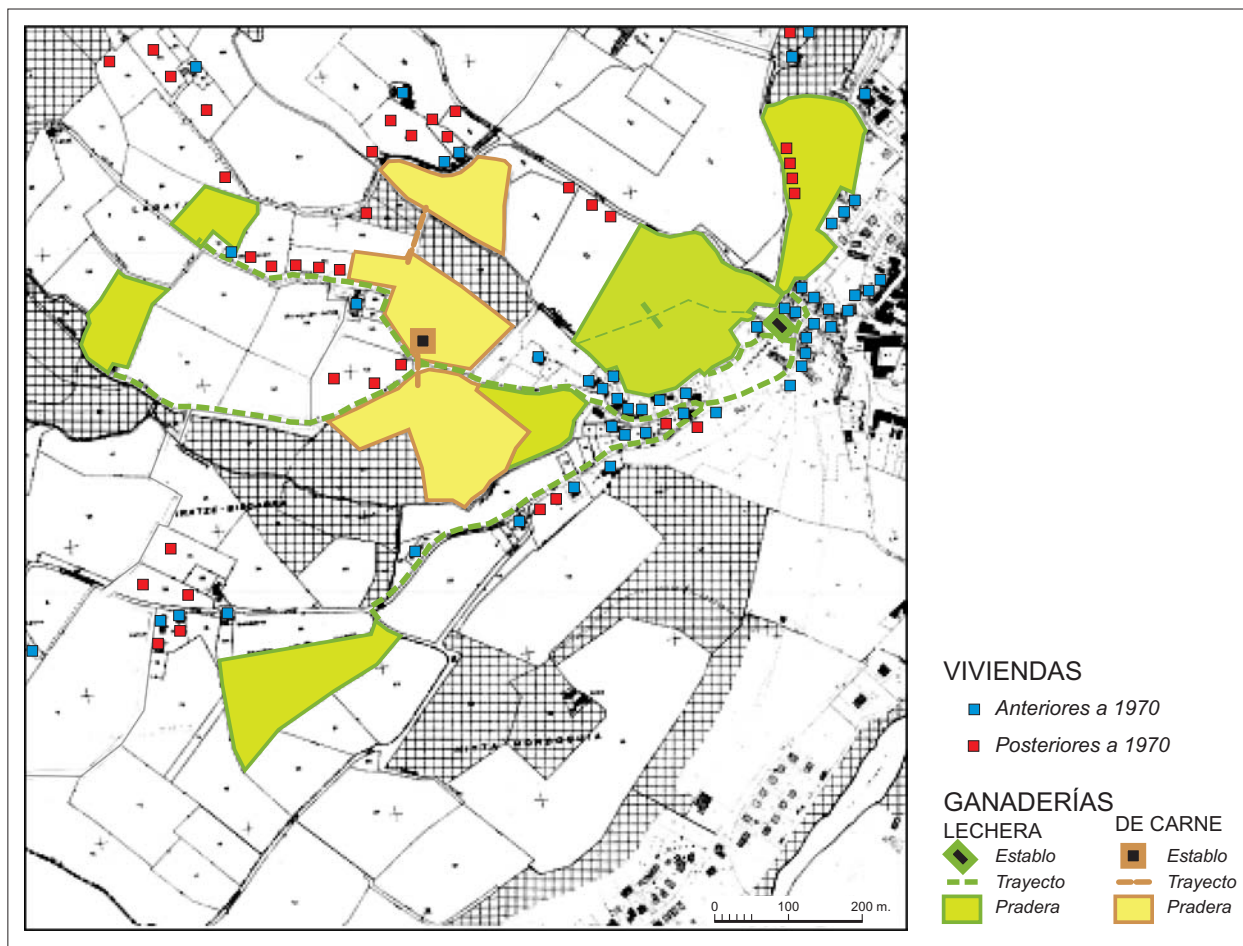 VIVIENDAS
Anteriores a 1970
Posteriores a 1970
GANADERÍAS
LECHERA
DE CARNE
Establo
Establo
Trayecto
Trayecto
Pradera
Pradera
0 100 200 m.